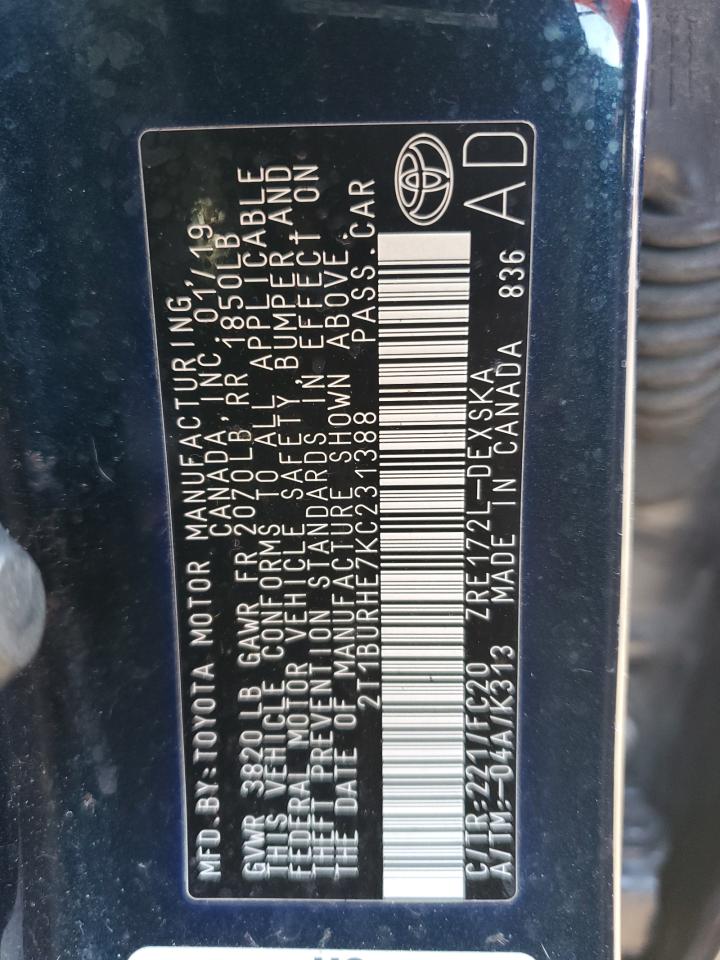 MFD.BY:TOYOTA MOTOR MANUFACTURING,
CANADA, INC. 01/19
GVWR 3820 LB GAWR FR 2070LB, RR 1850LB
THIS VEHICLE CONFORMS TO ALL APPLICABLE
FEDERAL MOTOR VEHICLE SAFETY, BUMPER, AND
THEFT PREVENTION STANDARDS IN EFFECT ON
THE DATE OF MANUFACTURE SHOWN ABOVE.
2T1BURHE7KC231388 PASS.CAR
C/TR:221/FC20 ZRE172L-DEXSKA
A/TM:-04A/K313 MADE IN CANADA 836
AD